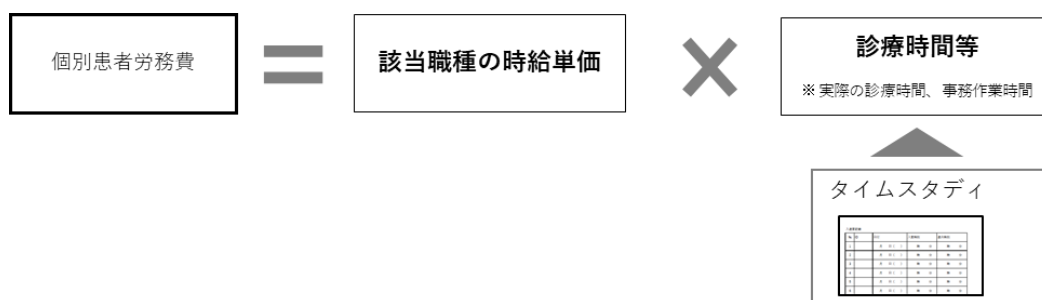 個別患者労務費
該当職種の時給単価
診療時間等
※ 実際の診療時間、事務作業時間
タイムスタディ